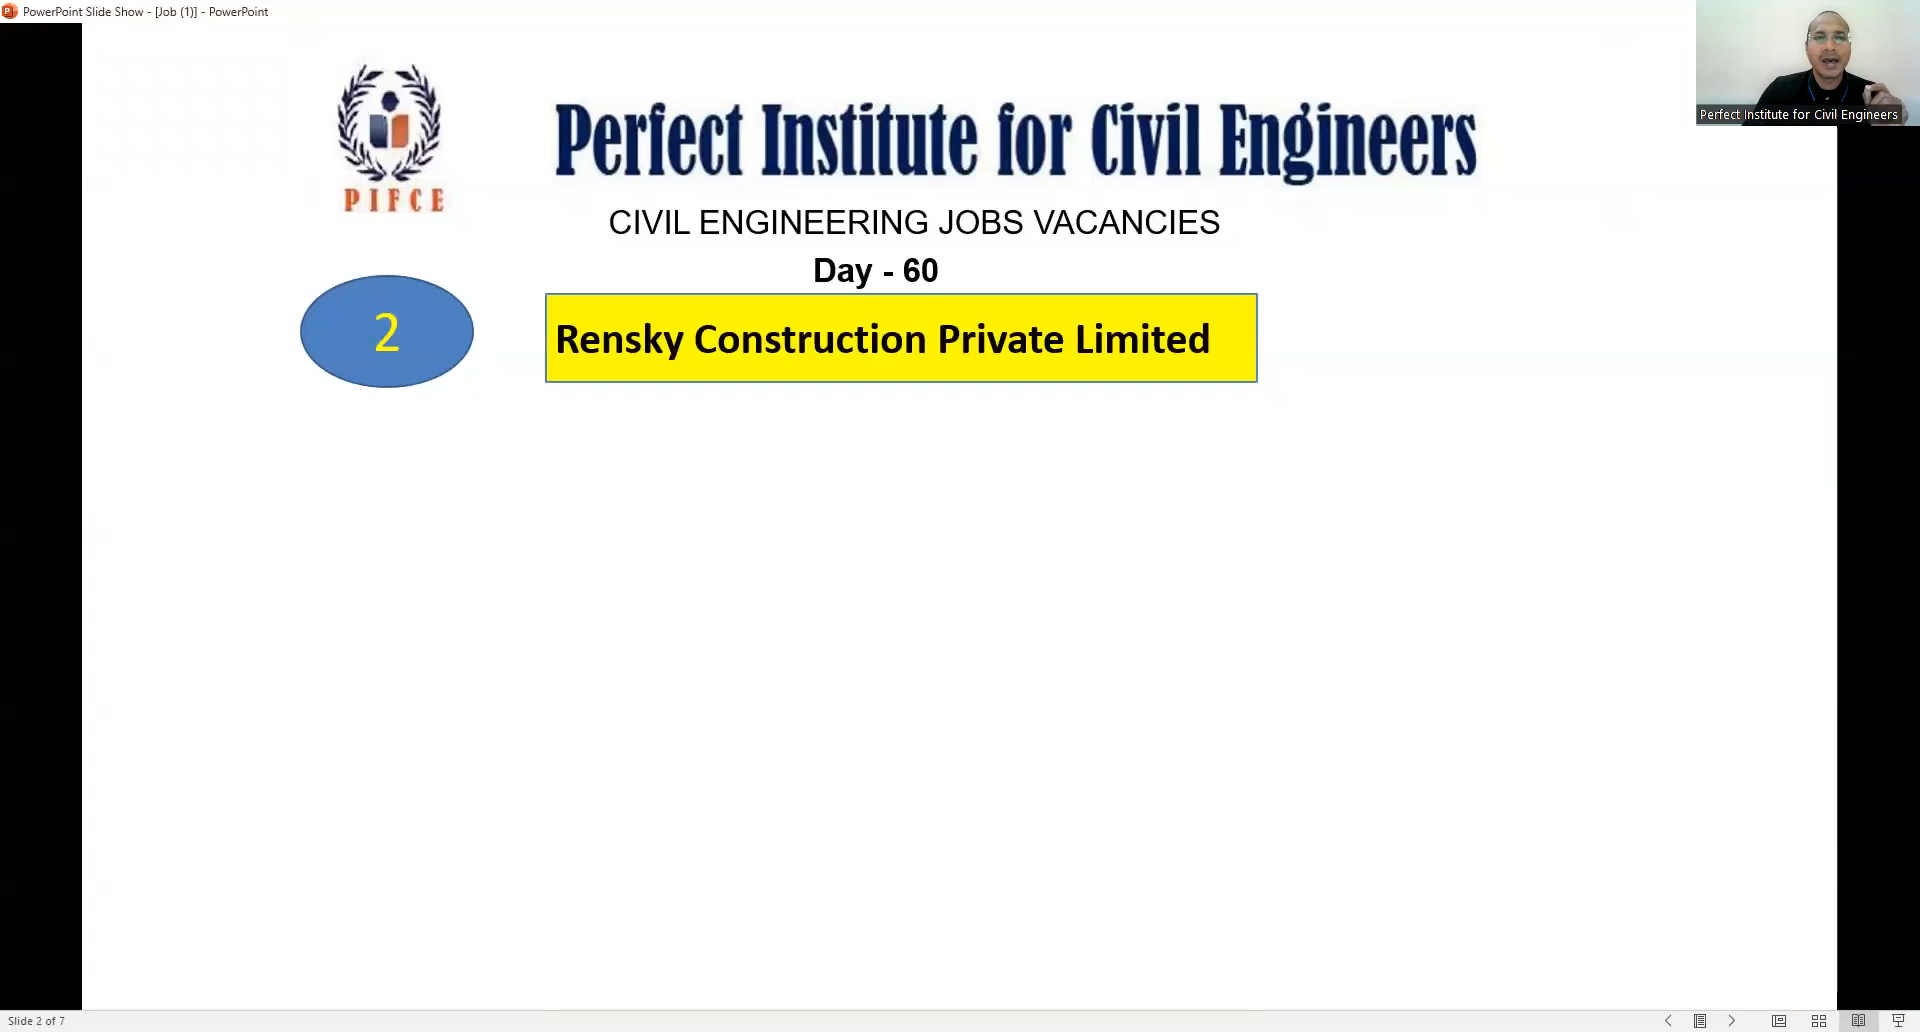 PowerPoint Slide Show - [Job (1)] - PowerPoint
Perfect Institute for Civil Engineers
PIFCE
Perfect Institute for Civil Engineers
CIVIL ENGINEERING JOBS VACANCIES
Day - 60
2
Rensky Construction Private Limited
Slide 2 of 7